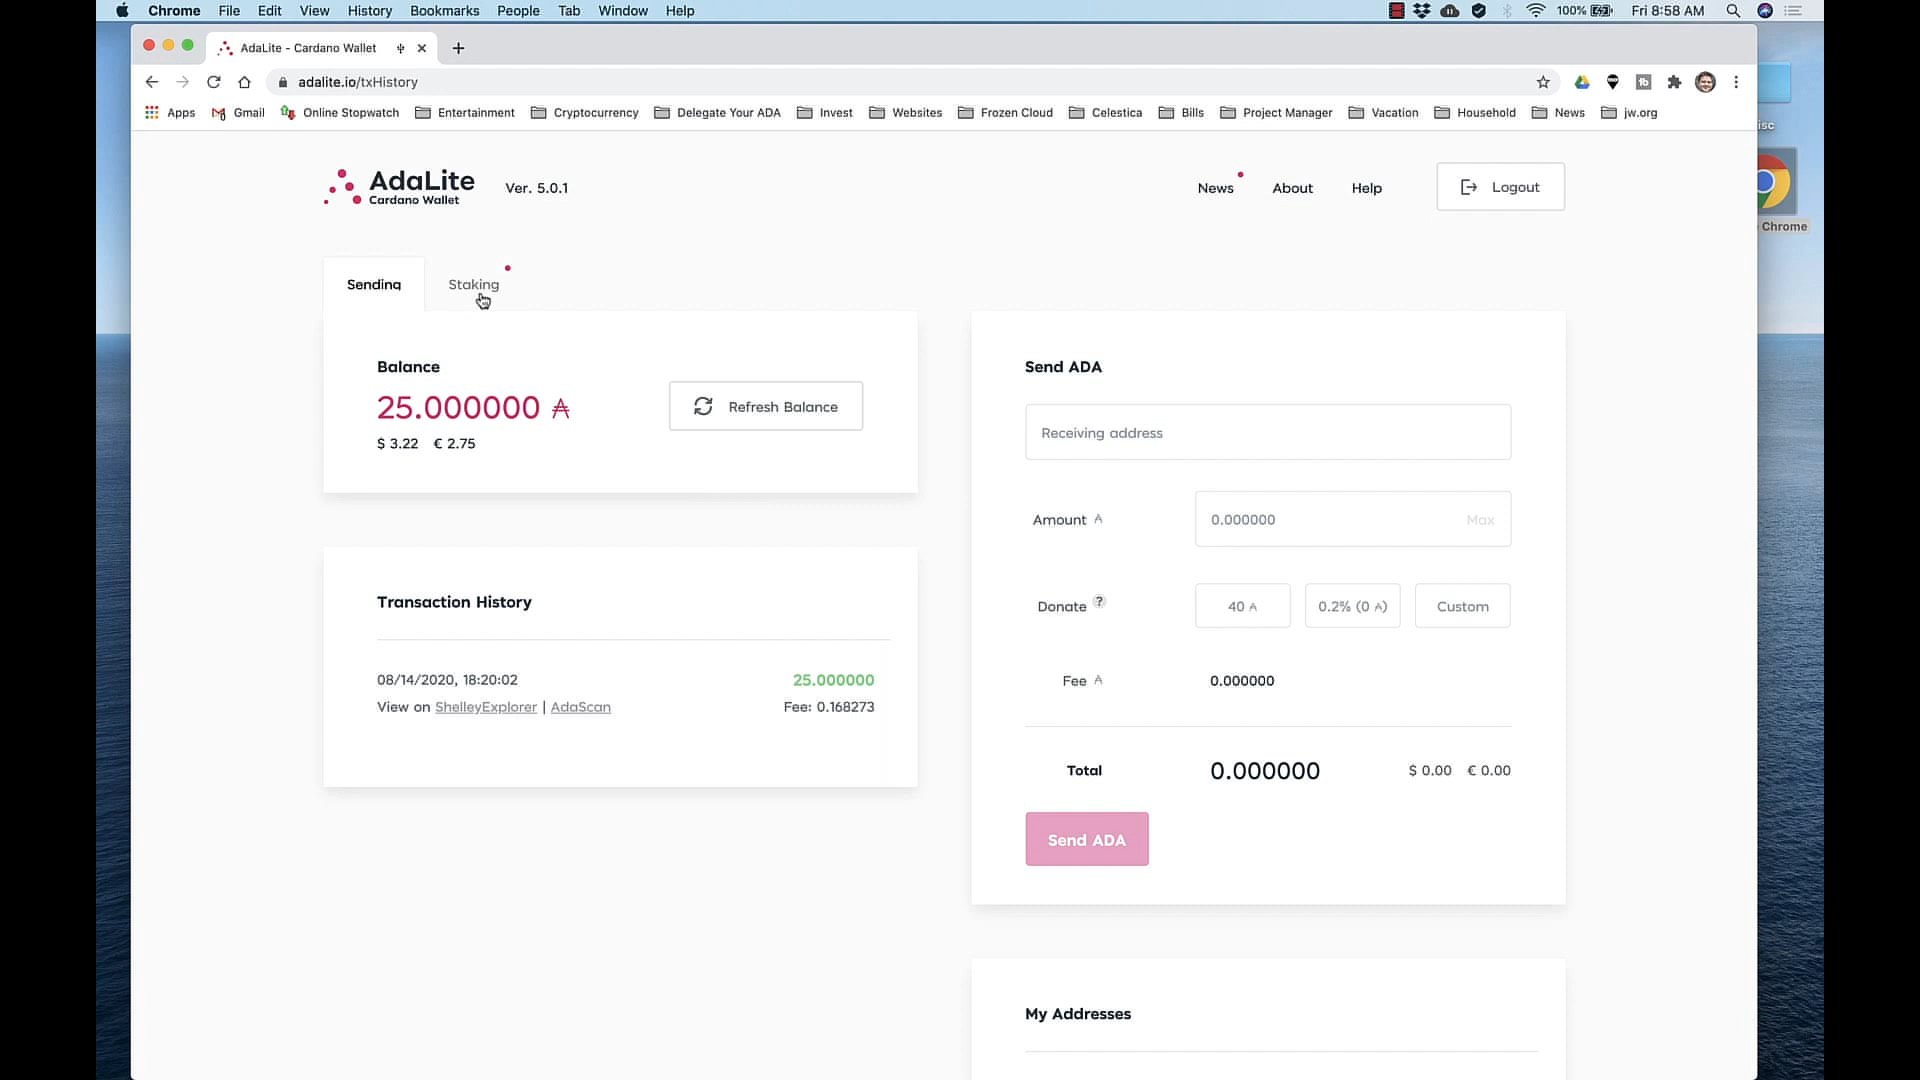 Chrome File Edit View History Bookmarks People Tab Window Help 100% Fri 8:58 AM
AdaLite - Cardano Wallet
adalite.io/txHistory
Apps Gmail Online Stopwatch Entertainment Cryptocurrency Delegate Your ADA Invest Websites Frozen Cloud Celestica Bills Project Manager Vacation Household News jw.org
isc
Chrome
AdaLite
Cardano Wallet
Ver. 5.0.1
News About Help Logout
Sending Staking
Balance
25.000000 ₳
$ 3.22 € 2.75
Refresh Balance
Transaction History
08/14/2020, 18:20:02 25.000000
View on ShelleyExplorer | AdaScan Fee: 0.168273
Send ADA
Receiving address
Amount ₳ 0.000000 Max
Donate ? 40 ₳ 0.2% (0 ₳) Custom
Fee ₳ 0.000000
Total 0.000000 $ 0.00 € 0.00
Send ADA
My Addresses